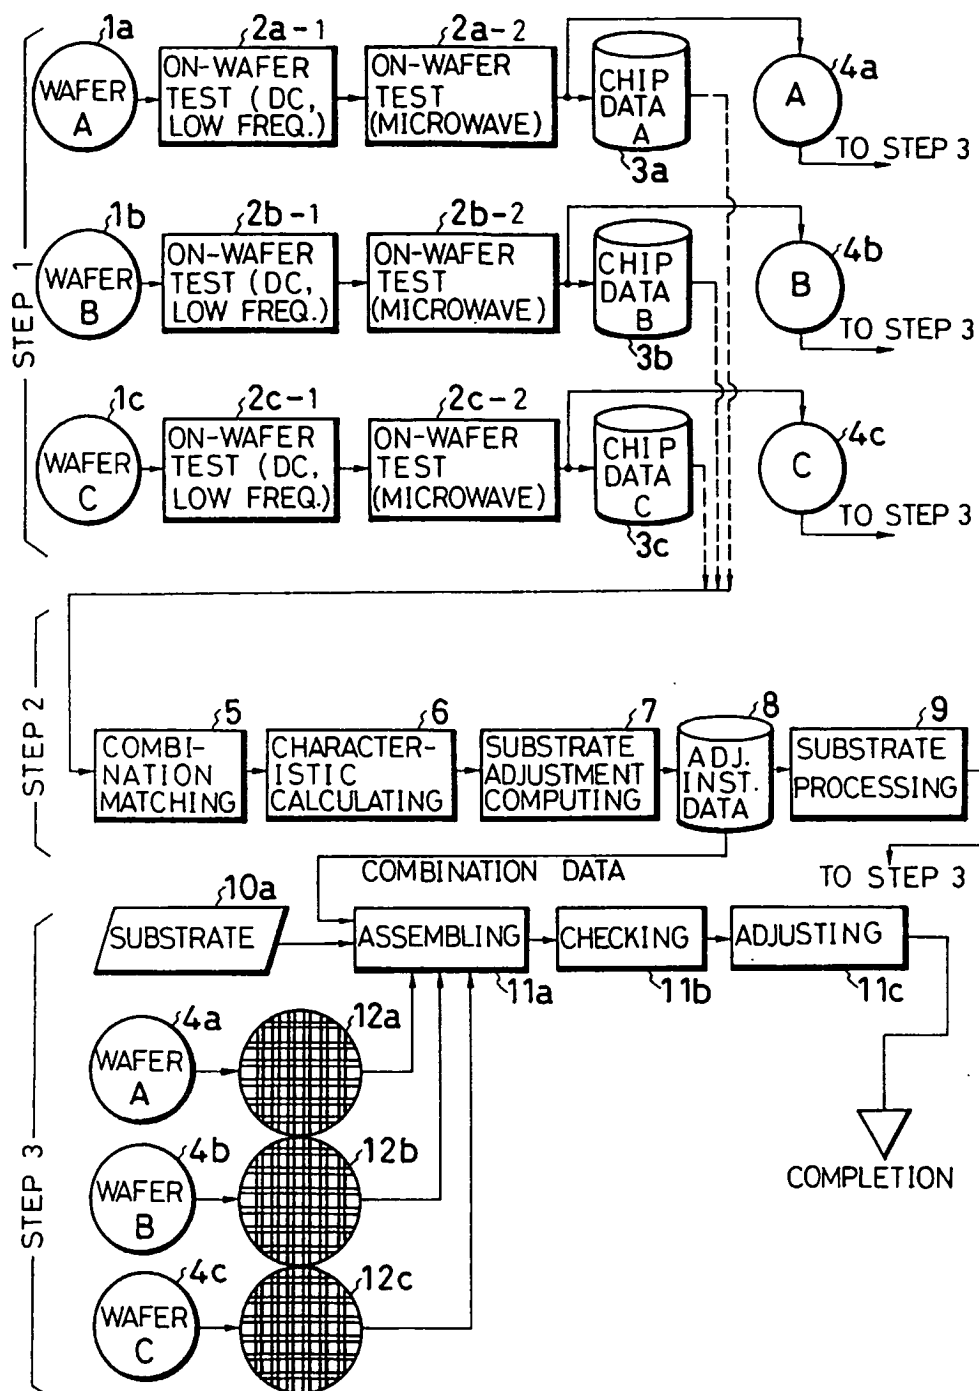 STEP 1
1a
WAFER
A
2a-1
ON-WAFER
TEST (DC,
LOW FREQ.)
2a-2
ON-WAFER
TEST
(MICROWAVE)
CHIP
DATA
A
3a
4a
A
TO STEP 3
1b
WAFER
B
2b-1
ON-WAFER
TEST (DC,
LOW FREQ.)
2b-2
ON-WAFER
TEST
(MICROWAVE)
CHIP
DATA
B
3b
4b
B
TO STEP 3
1c
WAFER
C
2c-1
ON-WAFER
TEST (DC,
LOW FREQ.)
2c-2
ON-WAFER
TEST
(MICROWAVE)
CHIP
DATA
C
3c
4c
C
TO STEP 3
STEP 2
5
COMBI-
NATION
MATCHING
6
CHARACTER-
ISTIC
CALCULATING
7
SUBSTRATE
ADJUSTMENT
COMPUTING
8
ADJ.
INST.
DATA
9
SUBSTRATE
PROCESSING
COMBINATION DATA
TO STEP 3
STEP 3
10a
SUBSTRATE
ASSEMBLING
11a
CHECKING
11b
ADJUSTING
11c
4a
WAFER
A
12a
4b
WAFER
B
12b
4c
WAFER
C
12c
COMPLETION